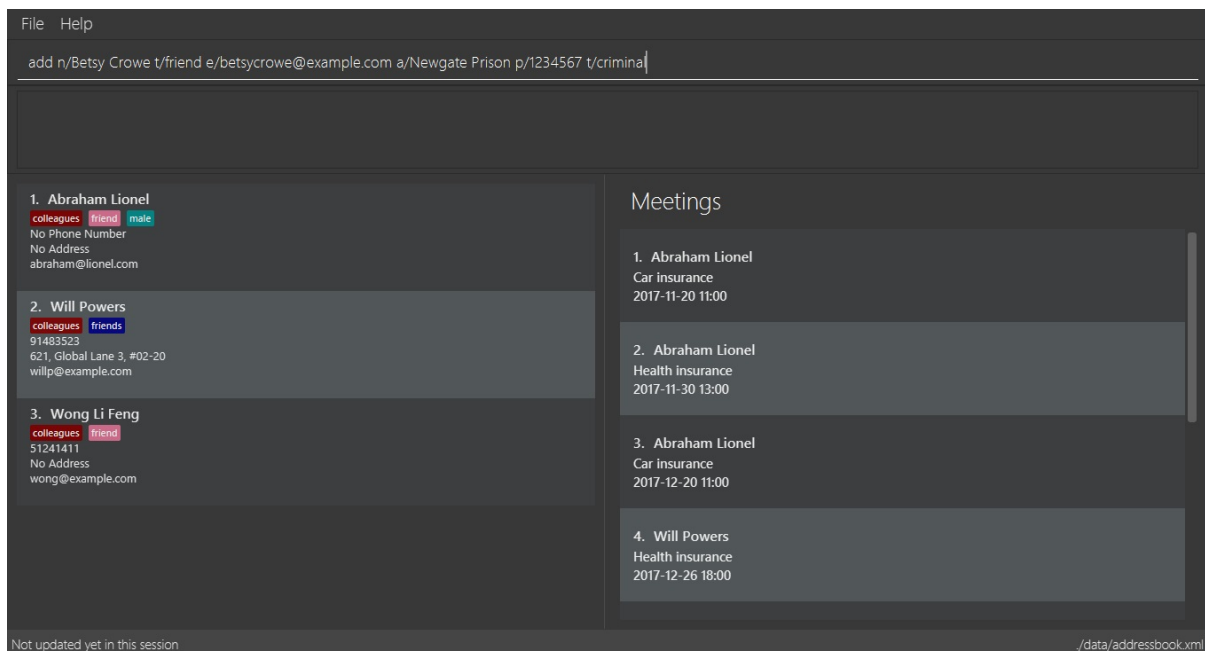 File Help
add n/Betsy Crowe t/friend e/betsycrowe@example.com a/Newgate Prison p/1234567 t/criminal
1. Abraham Lionel
colleagues friend male
No Phone Number
No Address
abraham@lionel.com
2. Will Powers
colleagues friends
91483523
621, Global Lane 3, #02-20
willp@example.com
3. Wong Li Feng
colleagues friend
51241411
No Address
wong@example.com
Meetings
1. Abraham Lionel
Car insurance
2017-11-20 11:00
2. Abraham Lionel
Health insurance
2017-11-30 13:00
3. Abraham Lionel
Car insurance
2017-12-20 11:00
4. Will Powers
Health insurance
2017-12-26 18:00
Not updated yet in this session
./data/addressbook.xml